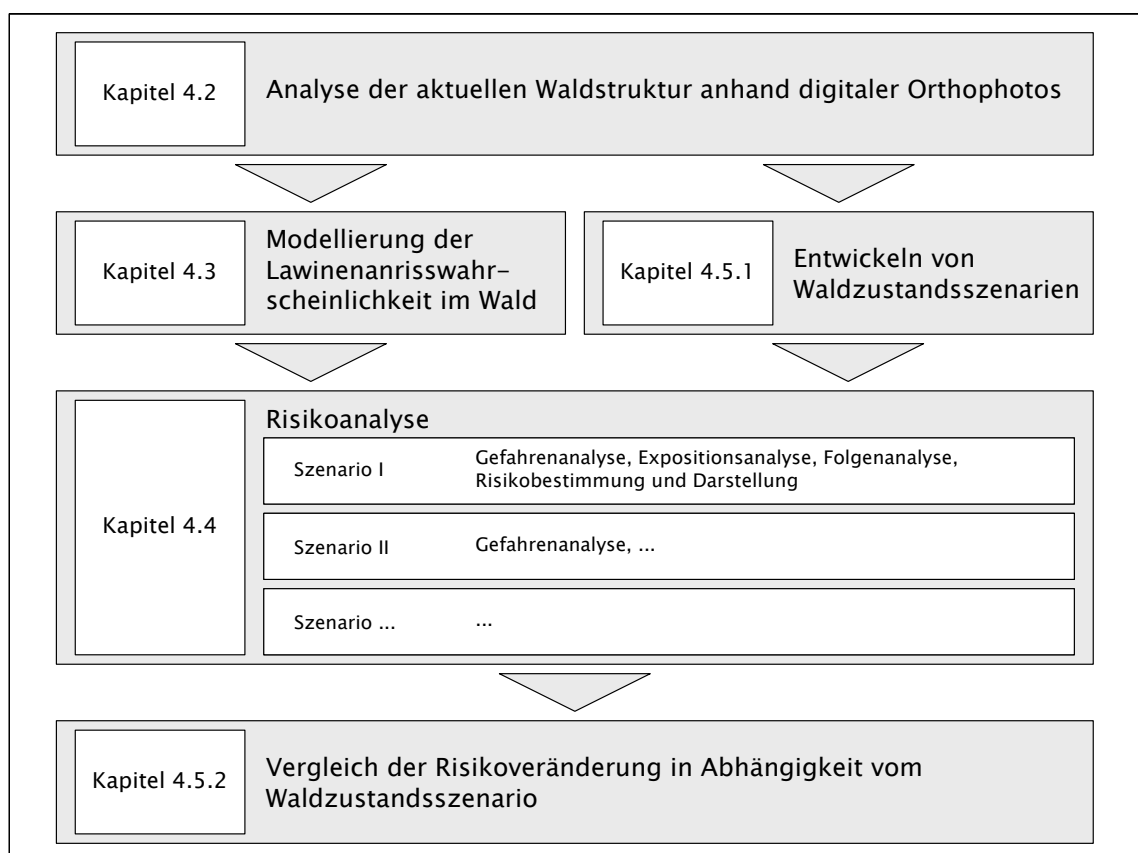 Kapitel 4.2
Analyse der aktuellen Waldstruktur anhand digitaler Orthophotos
Kapitel 4.3
Modellierung der
Lawinenanrisswahr-
scheinlichkeit im Wald
Kapitel 4.5.1
Entwickeln von
Waldzustandsszenarien
Kapitel 4.4
Risikoanalyse
Szenario I
Gefahrenanalyse, Expositionsanalyse, Folgenanalyse,
Risikobestimmung und Darstellung
Szenario II
Gefahrenanalyse, ...
Szenario ...
...
Kapitel 4.5.2
Vergleich der Risikoveränderung in Abhängigkeit vom
Waldzustandsszenario